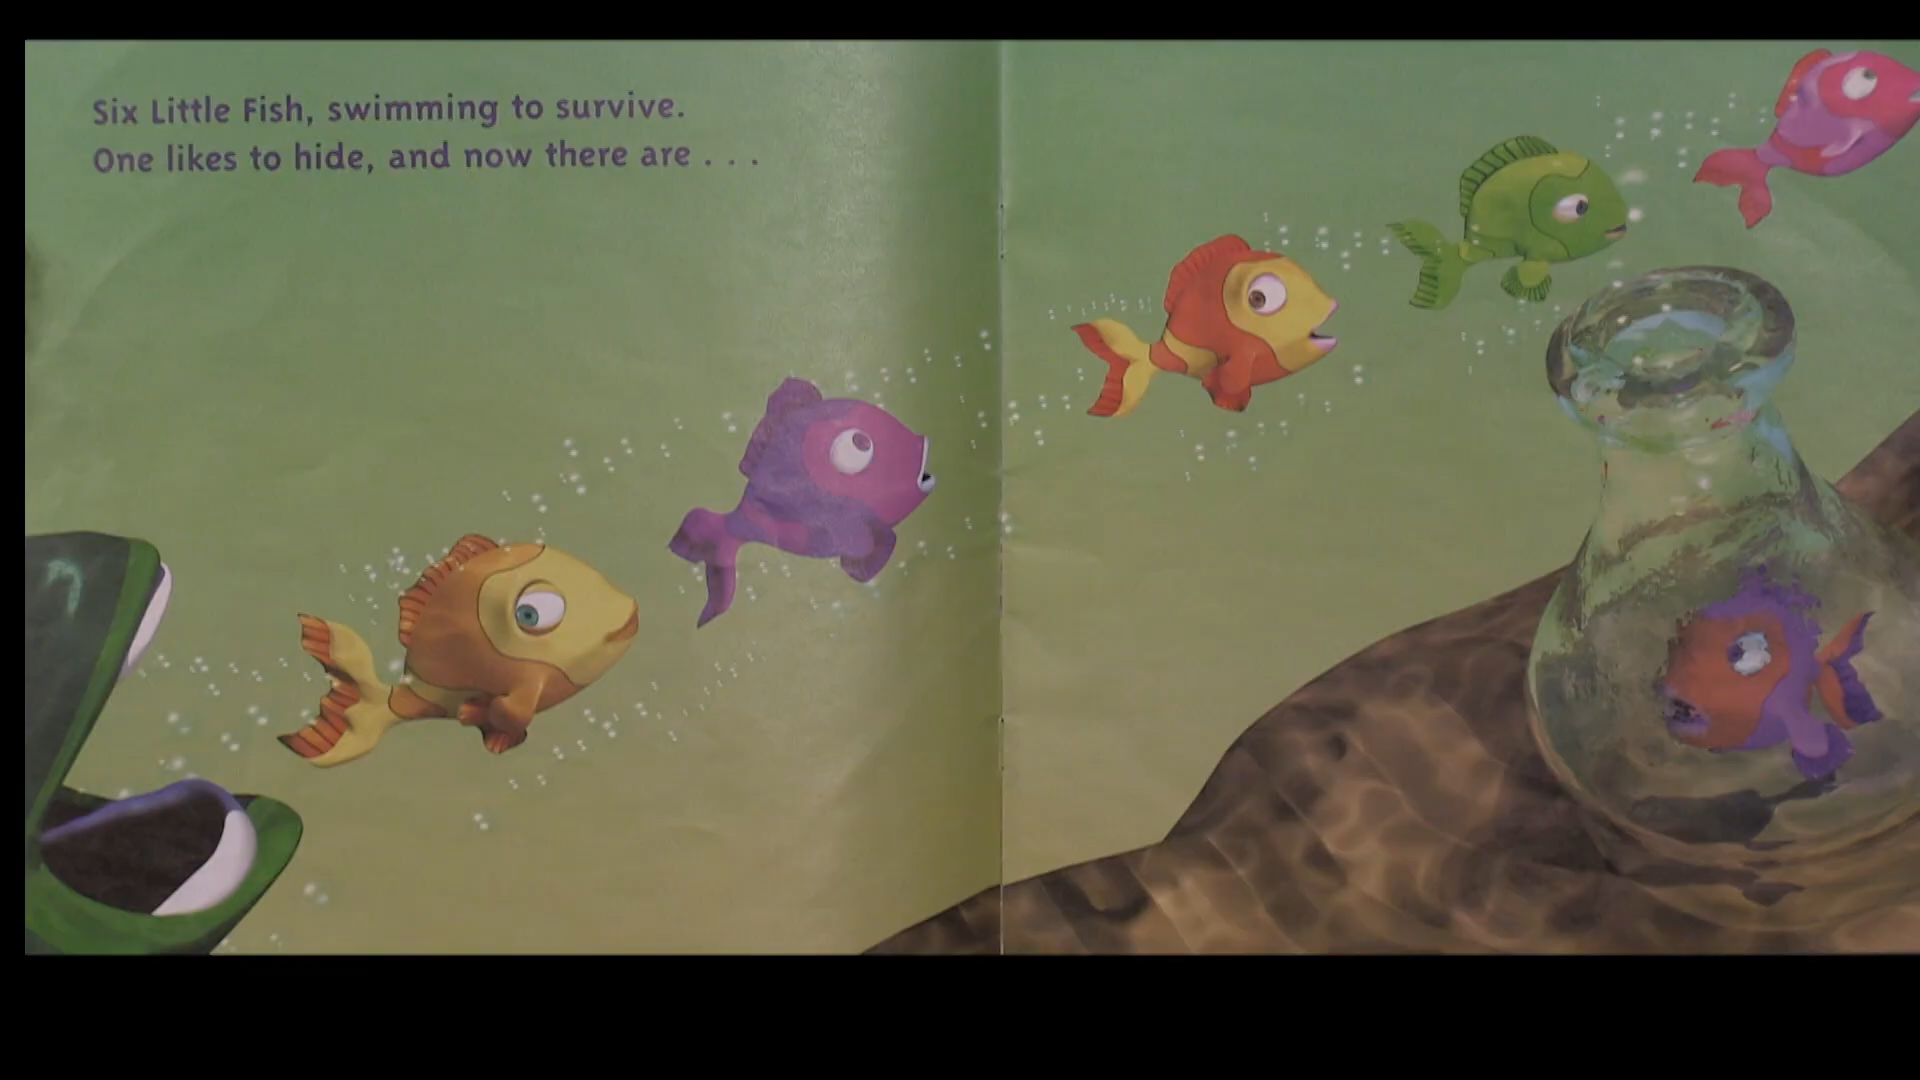 Six Little Fish, swimming to survive.
One likes to hide, and now there are . . .